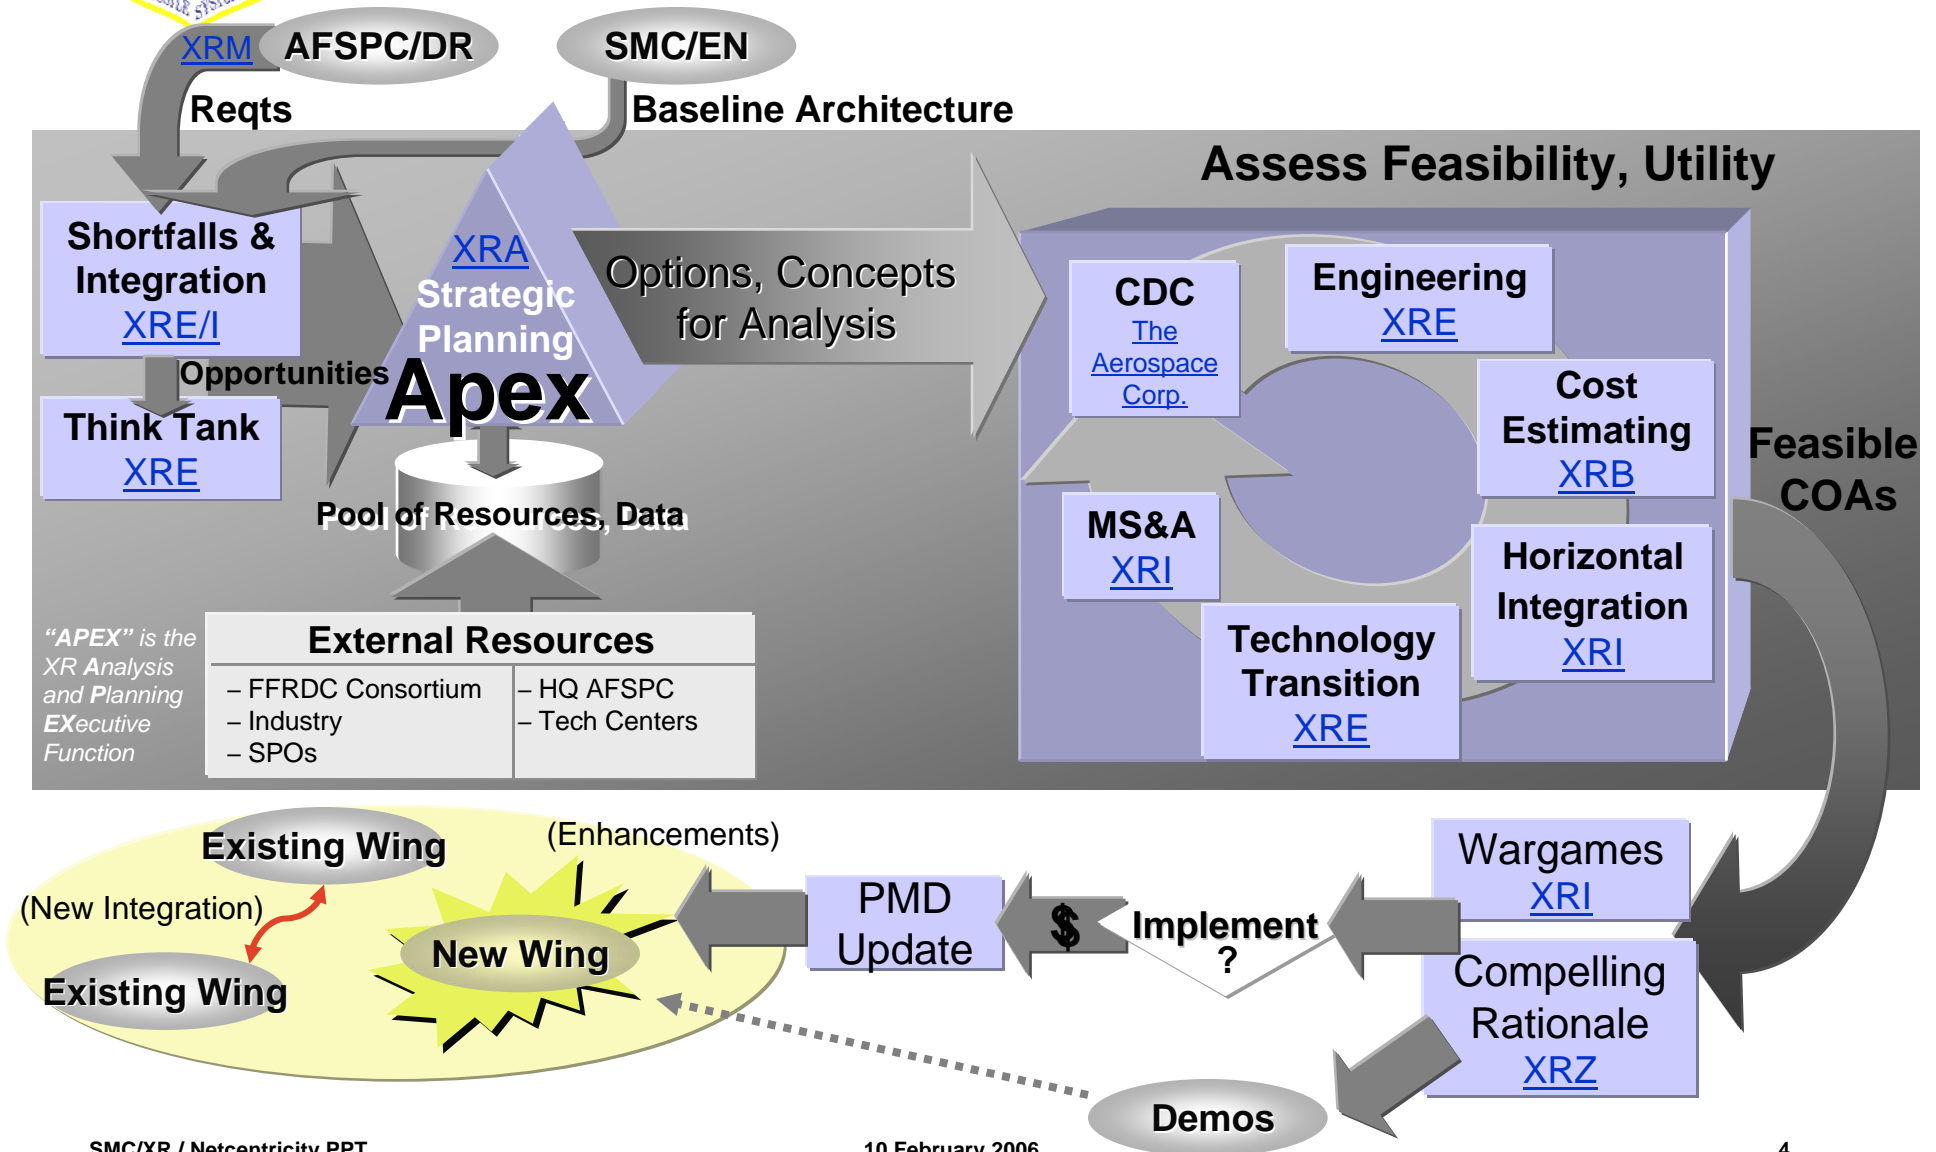 XRM
AFSPC/DR
SMC/EN
Reqts
Baseline Architecture
Assess Feasibility, Utility
Shortfalls &
Integration
XRE/I
Opportunities
Think Tank
XRE
XRA
Strategic
Planning
Apex
Options, Concepts
for Analysis
Pool of Resources, Data
CDC
The
Aerospace
Corp.
Engineering
XRE
Cost
Estimating
XRB
MS&A
XRI
Horizontal
Integration
XRI
Technology
Transition
XRE
Feasible
COAs
“APEX” is the
XR Analysis
and Planning
EXecutive
Function
External Resources
– FFRDC Consortium
– Industry
– SPOs
– HQ AFSPC
– Tech Centers
Existing Wing
(Enhancements)
(New Integration)
Existing Wing
New Wing
PMD
Update
$
Implement
?
Wargames
XRI
Compelling
Rationale
XRZ
Demos
SMC/XR / Netcentricity PPT
10 February 2006
4